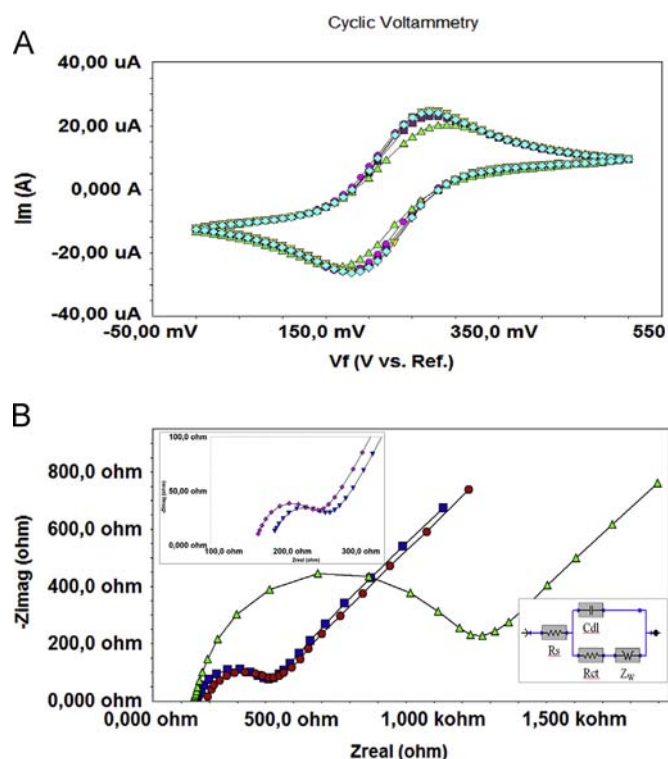 Cyclic Voltammetry
A
40,00 uA
20,00 uA
0,000 A
-20,00 uA
-40,00 uA
Im (A)
-50,00 mV 150,0 mV 350,0 mV 550
Vf (V vs. Ref.)
B
800,0 ohm
600,0 ohm
400,0 ohm
200,0 ohm
0,000 ohm
-ZImag (ohm)
100,0 ohm
50,00 ohm
0,000 ohm
-ZImag (ohm)
100,0 ohm 200,0 ohm 300,0 ohm
Zreal (ohm)
Cdl
Rs
Rct Zw
0,000 ohm 500,0 ohm 1,000 kohm 1,500 kohm
Zreal (ohm)